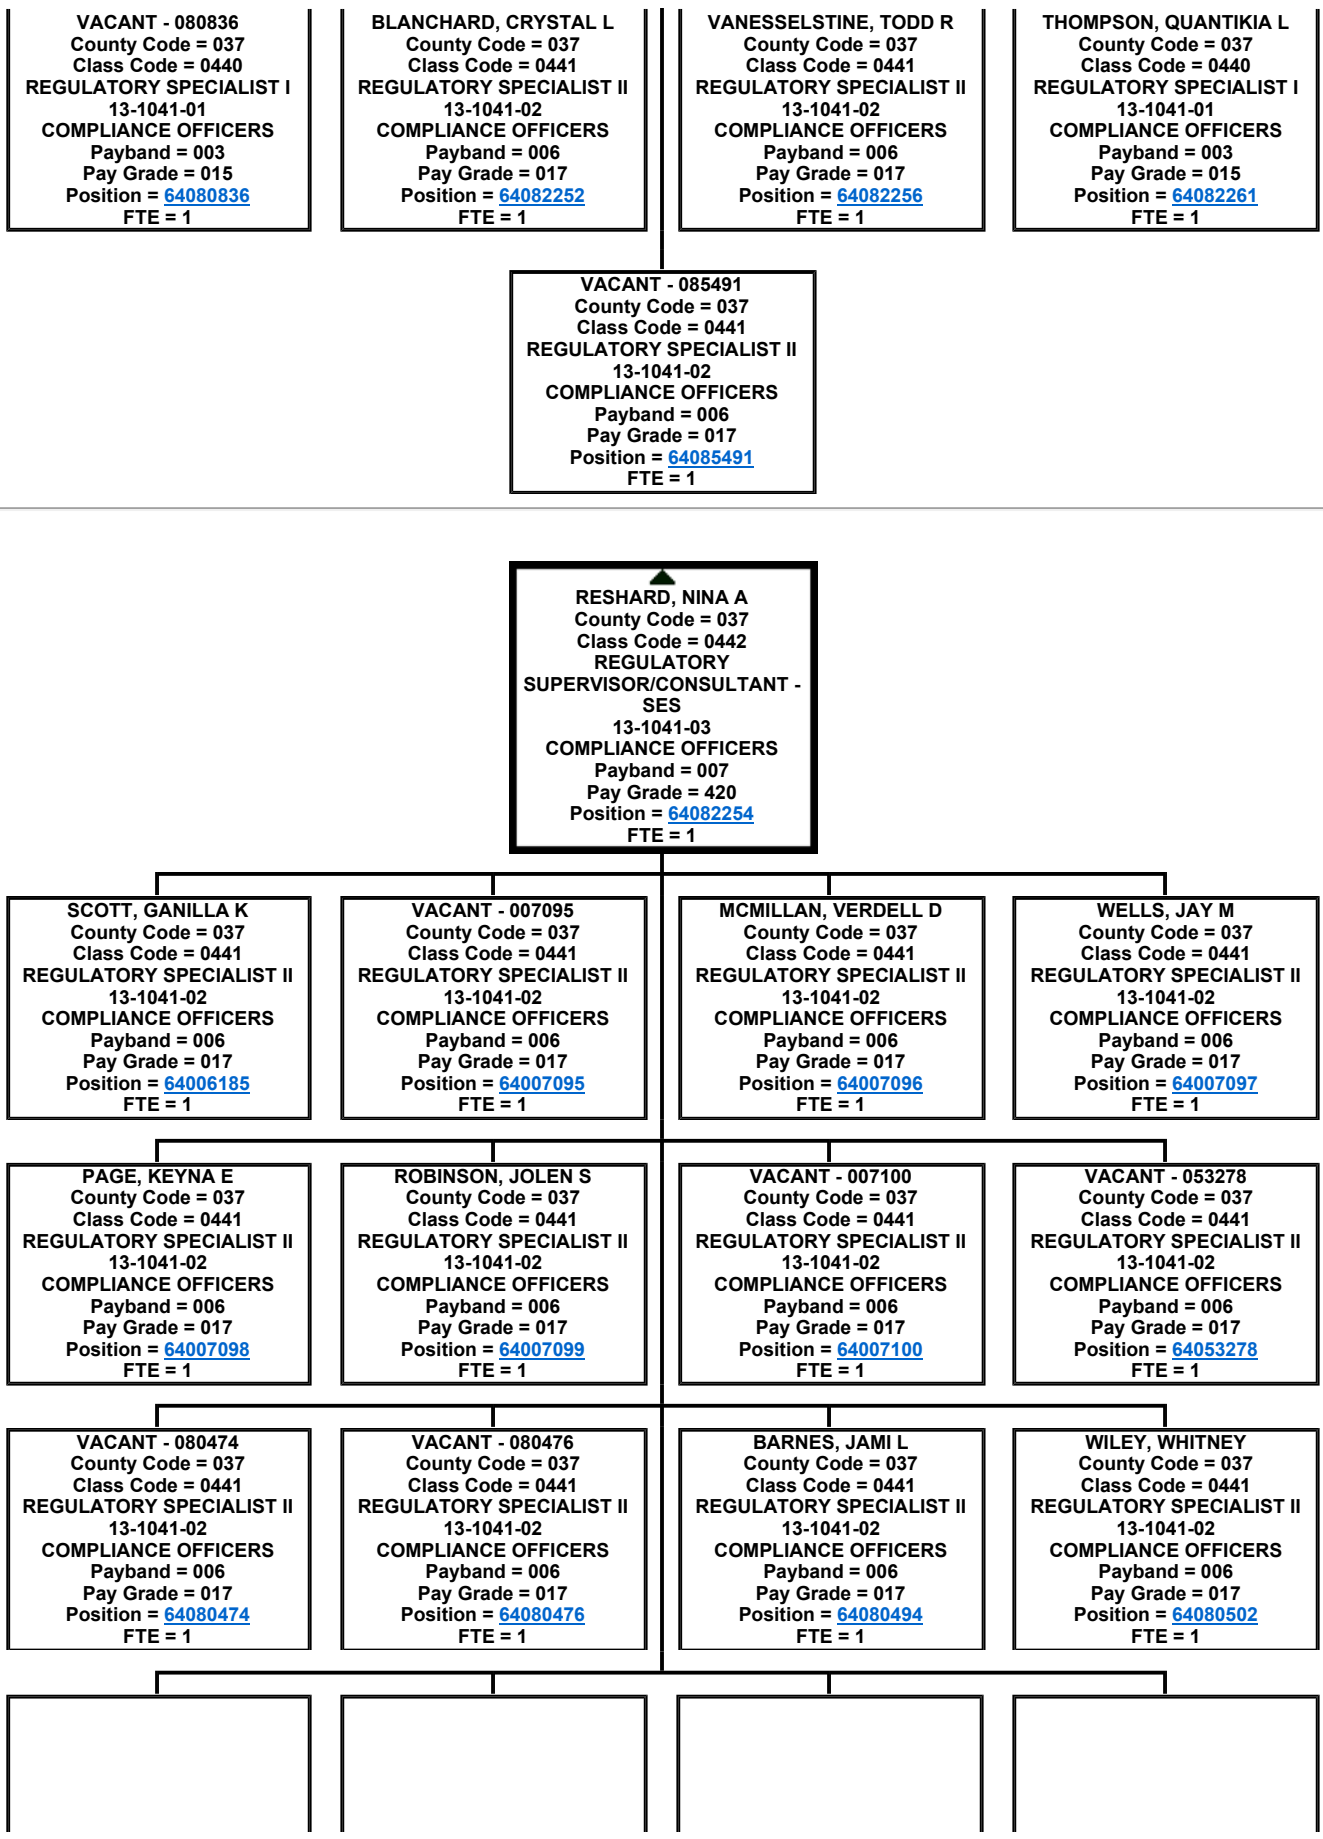 VACANT - 080836
County Code = 037
Class Code = 0440
REGULATORY SPECIALIST I
13-1041-01
COMPLIANCE OFFICERS
Payband = 003
Pay Grade = 015
Position = 64080836
FTE = 1
BLANCHARD, CRYSTAL L
County Code = 037
Class Code = 0441
REGULATORY SPECIALIST II
13-1041-02
COMPLIANCE OFFICERS
Payband = 006
Pay Grade = 017
Position = 64082252
FTE = 1
VANESSELSTINE, TODD R
County Code = 037
Class Code = 0441
REGULATORY SPECIALIST II
13-1041-02
COMPLIANCE OFFICERS
Payband = 006
Pay Grade = 017
Position = 64082256
FTE = 1
THOMPSON, QUANTIKIA L
County Code = 037
Class Code = 0440
REGULATORY SPECIALIST I
13-1041-01
COMPLIANCE OFFICERS
Payband = 003
Pay Grade = 015
Position = 64082261
FTE = 1
VACANT - 085491
County Code = 037
Class Code = 0441
REGULATORY SPECIALIST II
13-1041-02
COMPLIANCE OFFICERS
Payband = 006
Pay Grade = 017
Position = 64085491
FTE = 1
RESHARD, NINA A
County Code = 037
Class Code = 0442
REGULATORY
SUPERVISOR/CONSULTANT -
SES
13-1041-03
COMPLIANCE OFFICERS
Payband = 007
Pay Grade = 420
Position = 64082254
FTE = 1
SCOTT, GANILLA K
County Code = 037
Class Code = 0441
REGULATORY SPECIALIST II
13-1041-02
COMPLIANCE OFFICERS
Payband = 006
Pay Grade = 017
Position = 64006185
FTE = 1
VACANT - 007095
County Code = 037
Class Code = 0441
REGULATORY SPECIALIST II
13-1041-02
COMPLIANCE OFFICERS
Payband = 006
Pay Grade = 017
Position = 64007095
FTE = 1
MCMILLAN, VERDELL D
County Code = 037
Class Code = 0441
REGULATORY SPECIALIST II
13-1041-02
COMPLIANCE OFFICERS
Payband = 006
Pay Grade = 017
Position = 64007096
FTE = 1
WELLS, JAY M
County Code = 037
Class Code = 0441
REGULATORY SPECIALIST II
13-1041-02
COMPLIANCE OFFICERS
Payband = 006
Pay Grade = 017
Position = 64007097
FTE = 1
PAGE, KEYNA E
County Code = 037
Class Code = 0441
REGULATORY SPECIALIST II
13-1041-02
COMPLIANCE OFFICERS
Payband = 006
Pay Grade = 017
Position = 64007098
FTE = 1
ROBINSON, JOLEN S
County Code = 037
Class Code = 0441
REGULATORY SPECIALIST II
13-1041-02
COMPLIANCE OFFICERS
Payband = 006
Pay Grade = 017
Position = 64007099
FTE = 1
VACANT - 007100
County Code = 037
Class Code = 0441
REGULATORY SPECIALIST II
13-1041-02
COMPLIANCE OFFICERS
Payband = 006
Pay Grade = 017
Position = 64007100
FTE = 1
VACANT - 053278
County Code = 037
Class Code = 0441
REGULATORY SPECIALIST II
13-1041-02
COMPLIANCE OFFICERS
Payband = 006
Pay Grade = 017
Position = 64053278
FTE = 1
VACANT - 080474
County Code = 037
Class Code = 0441
REGULATORY SPECIALIST II
13-1041-02
COMPLIANCE OFFICERS
Payband = 006
Pay Grade = 017
Position = 64080474
FTE = 1
VACANT - 080476
County Code = 037
Class Code = 0441
REGULATORY SPECIALIST II
13-1041-02
COMPLIANCE OFFICERS
Payband = 006
Pay Grade = 017
Position = 64080476
FTE = 1
BARNES, JAMI L
County Code = 037
Class Code = 0441
REGULATORY SPECIALIST II
13-1041-02
COMPLIANCE OFFICERS
Payband = 006
Pay Grade = 017
Position = 64080494
FTE = 1
WILEY, WHITNEY
County Code = 037
Class Code = 0441
REGULATORY SPECIALIST II
13-1041-02
COMPLIANCE OFFICERS
Payband = 006
Pay Grade = 017
Position = 64080502
FTE = 1